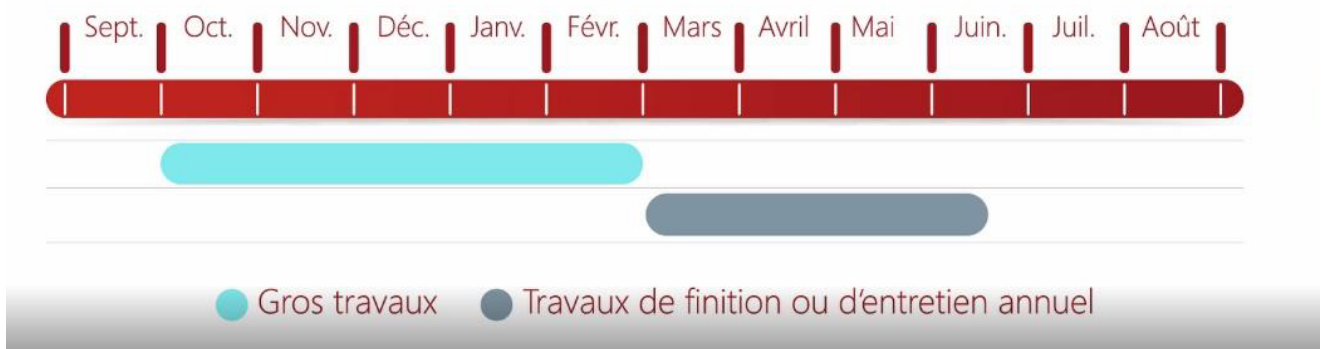 Sept. Oct. Nov. Déc. Janv. Févr. Mars Avril Mai Juin. Juil. Août
Gros travaux Travaux de finition ou d'entretien annuel